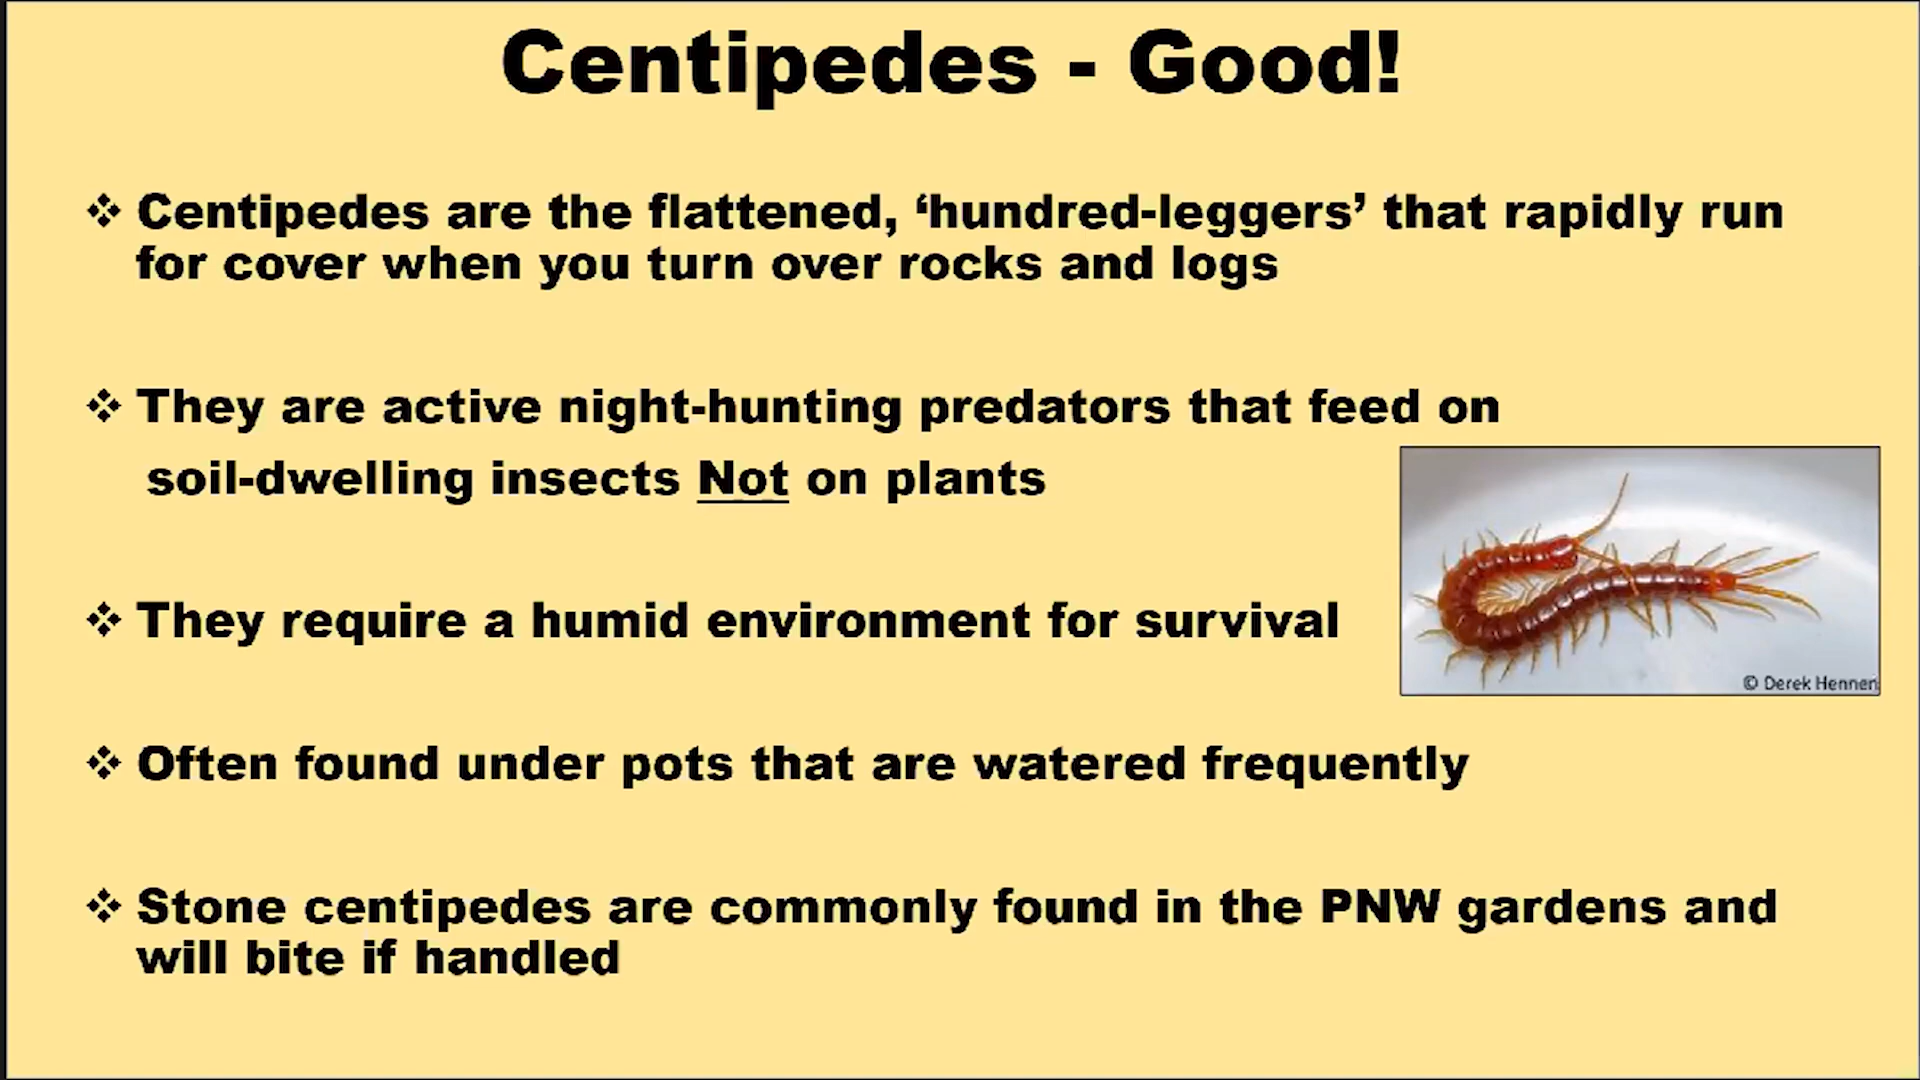 Centipedes - Good!
❖ Centipedes are the flattened, ‘hundred-leggers’ that rapidly run
for cover when you turn over rocks and logs
❖ They are active night-hunting predators that feed on
soil-dwelling insects Not on plants
❖ They require a humid environment for survival
© Derek Hennen
❖ Often found under pots that are watered frequently
❖ Stone centipedes are commonly found in the PNW gardens and
will bite if handled